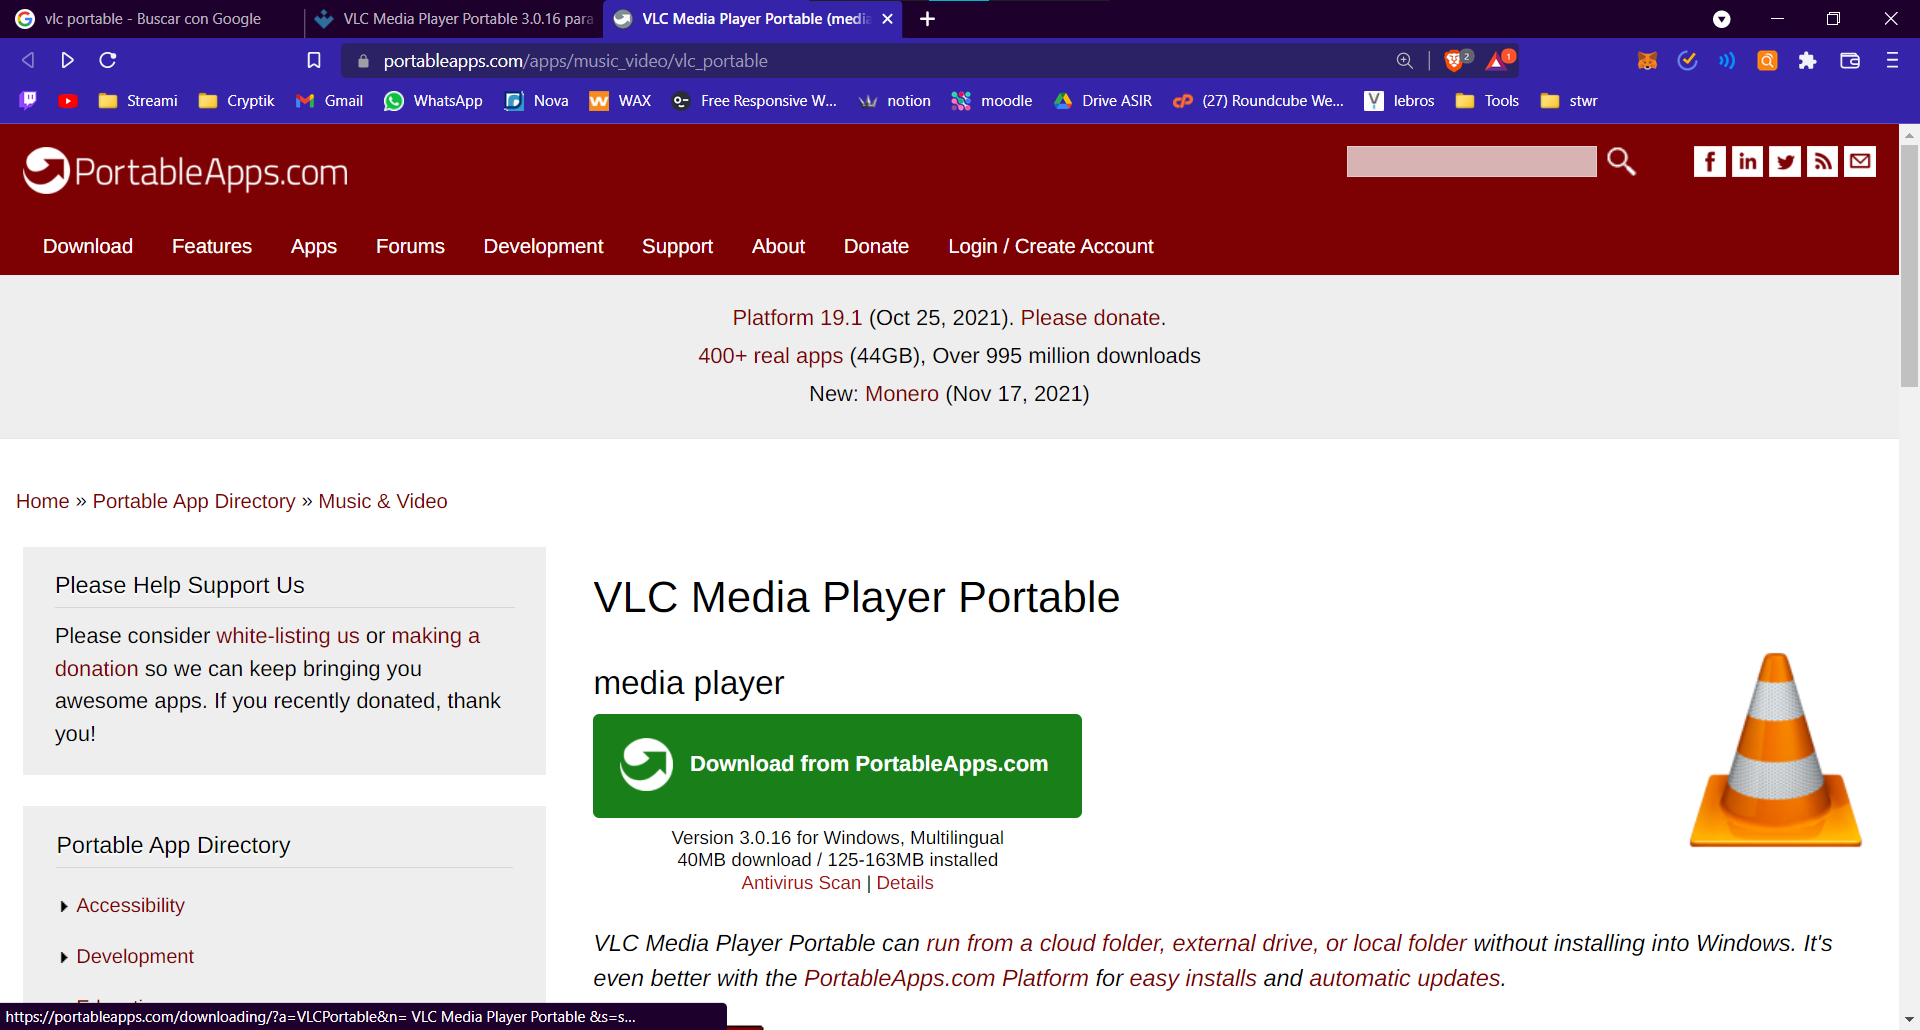 vlc portable - Buscar con Google
VLC Media Player Portable 3.0.16 para
VLC Media Player Portable (media
portableapps.com/apps/music_video/vlc_portable
2
1
Streami
Cryptik
Gmail
WhatsApp
Nova
WAX
Free Responsive W...
notion
moodle
Drive ASIR
(27) Roundcube We...
lebros
Tools
stwr
PortableApps.com
Download
Features
Apps
Forums
Development
Support
About
Donate
Login / Create Account
Platform 19.1 (Oct 25, 2021). Please donate.
400+ real apps (44GB), Over 995 million downloads
New: Monero (Nov 17, 2021)
Home » Portable App Directory » Music & Video
Please Help Support Us
Please consider white-listing us or making a
donation so we can keep bringing you
awesome apps. If you recently donated, thank
you!
Portable App Directory
Accessibility
Development
VLC Media Player Portable
media player
Download from PortableApps.com
Version 3.0.16 for Windows, Multilingual
40MB download / 125-163MB installed
Antivirus Scan | Details
VLC Media Player Portable can run from a cloud folder, external drive, or local folder without installing into Windows. It's
even better with the PortableApps.com Platform for easy installs and automatic updates.
https://portableapps.com/downloading/?a=VLCPortable&n= VLC Media Player Portable &s=s...